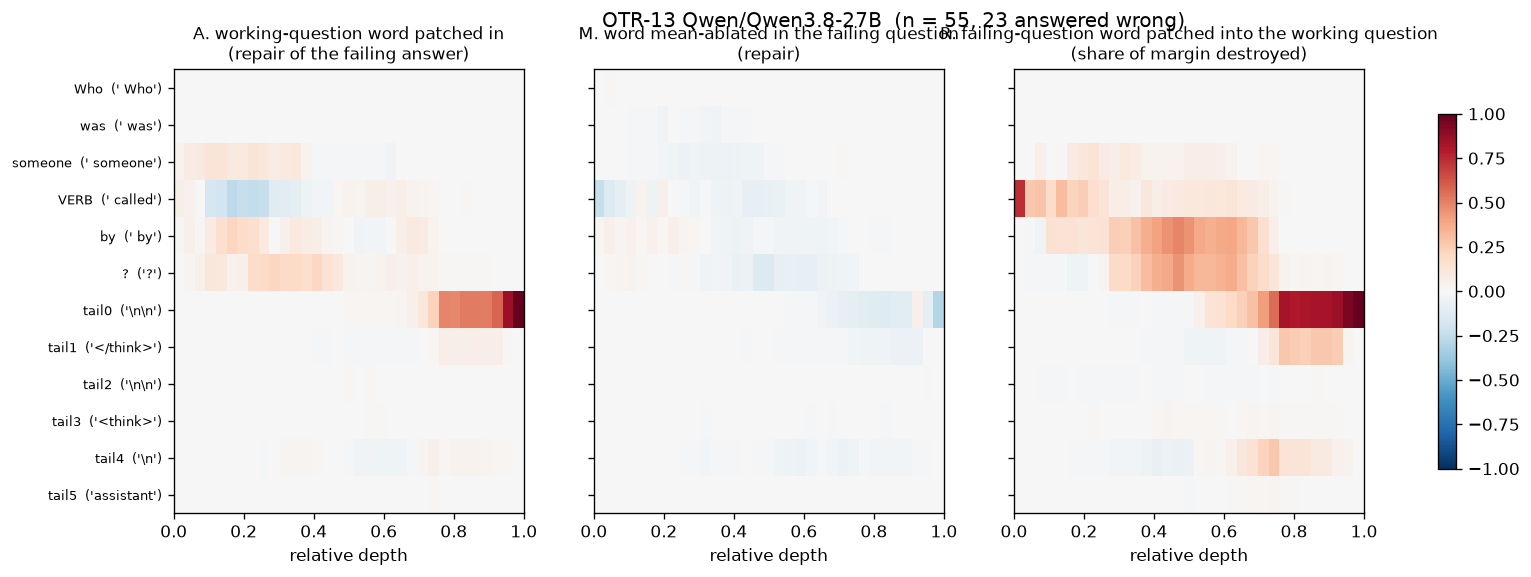 OTR-13 Qwen/Qwen3.8-27B  (n = 55, 23 answered wrong)
A. working-question word patched in
(repair of the failing answer)
M. word mean-ablated in the failing question
(repair)
R. failing-question word patched into the working question
(share of margin destroyed)
Who  (' Who')
was  (' was')
someone  (' someone')
VERB  (' called')
by  (' by')
?  ('?')
tail0  ('\n\n')
tail1  ('</think>')
tail2  ('\n\n')
tail3  ('<think>')
tail4  ('\n')
tail5  ('assistant')
0.0 0.2 0.4 0.6 0.8 1.0
relative depth
0.0 0.2 0.4 0.6 0.8 1.0
relative depth
0.0 0.2 0.4 0.6 0.8 1.0
relative depth
1.00
0.75
0.50
0.25
0.00
−0.25
−0.50
−0.75
−1.00